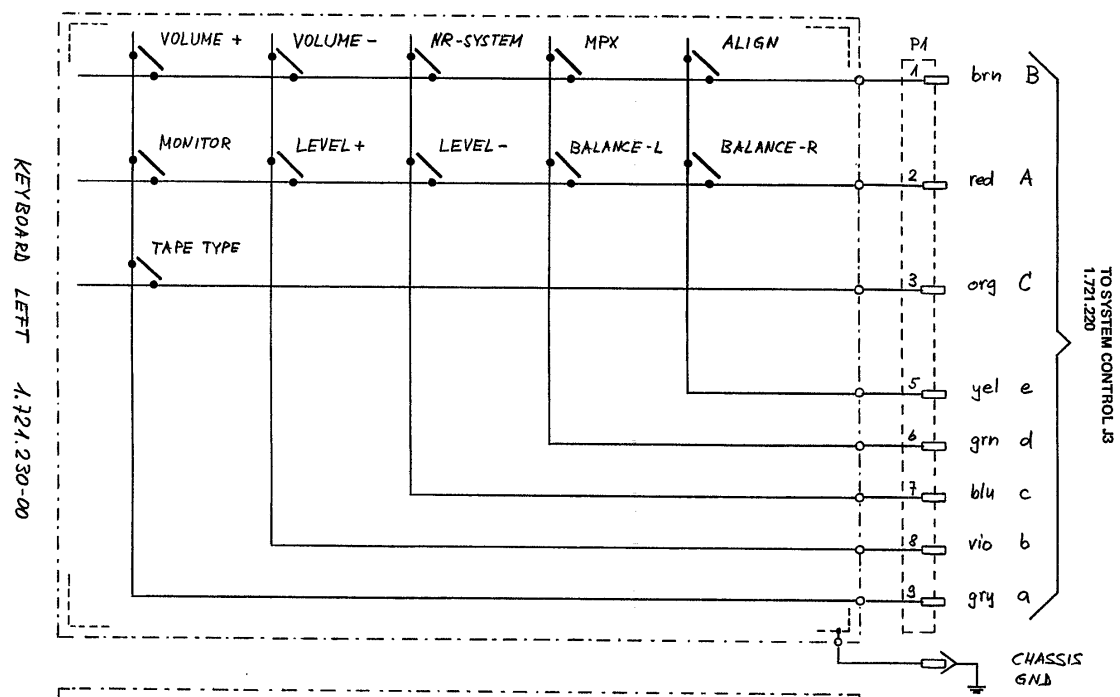 VOLUME + VOLUME - NR-SYSTEM MPX ALIGN P1
1 brn B
MONITOR LEVEL + LEVEL - BALANCE - L BALANCE - R
2 red A
TAPE TYPE
3 org C
5 yel e
6 grn d
7 blu c
8 vio b
9 gry a
KEYBOARD LEFT 1.721.230-00
TO SYSTEM CONTROL J3
1.721.220
CHASSIS
GND